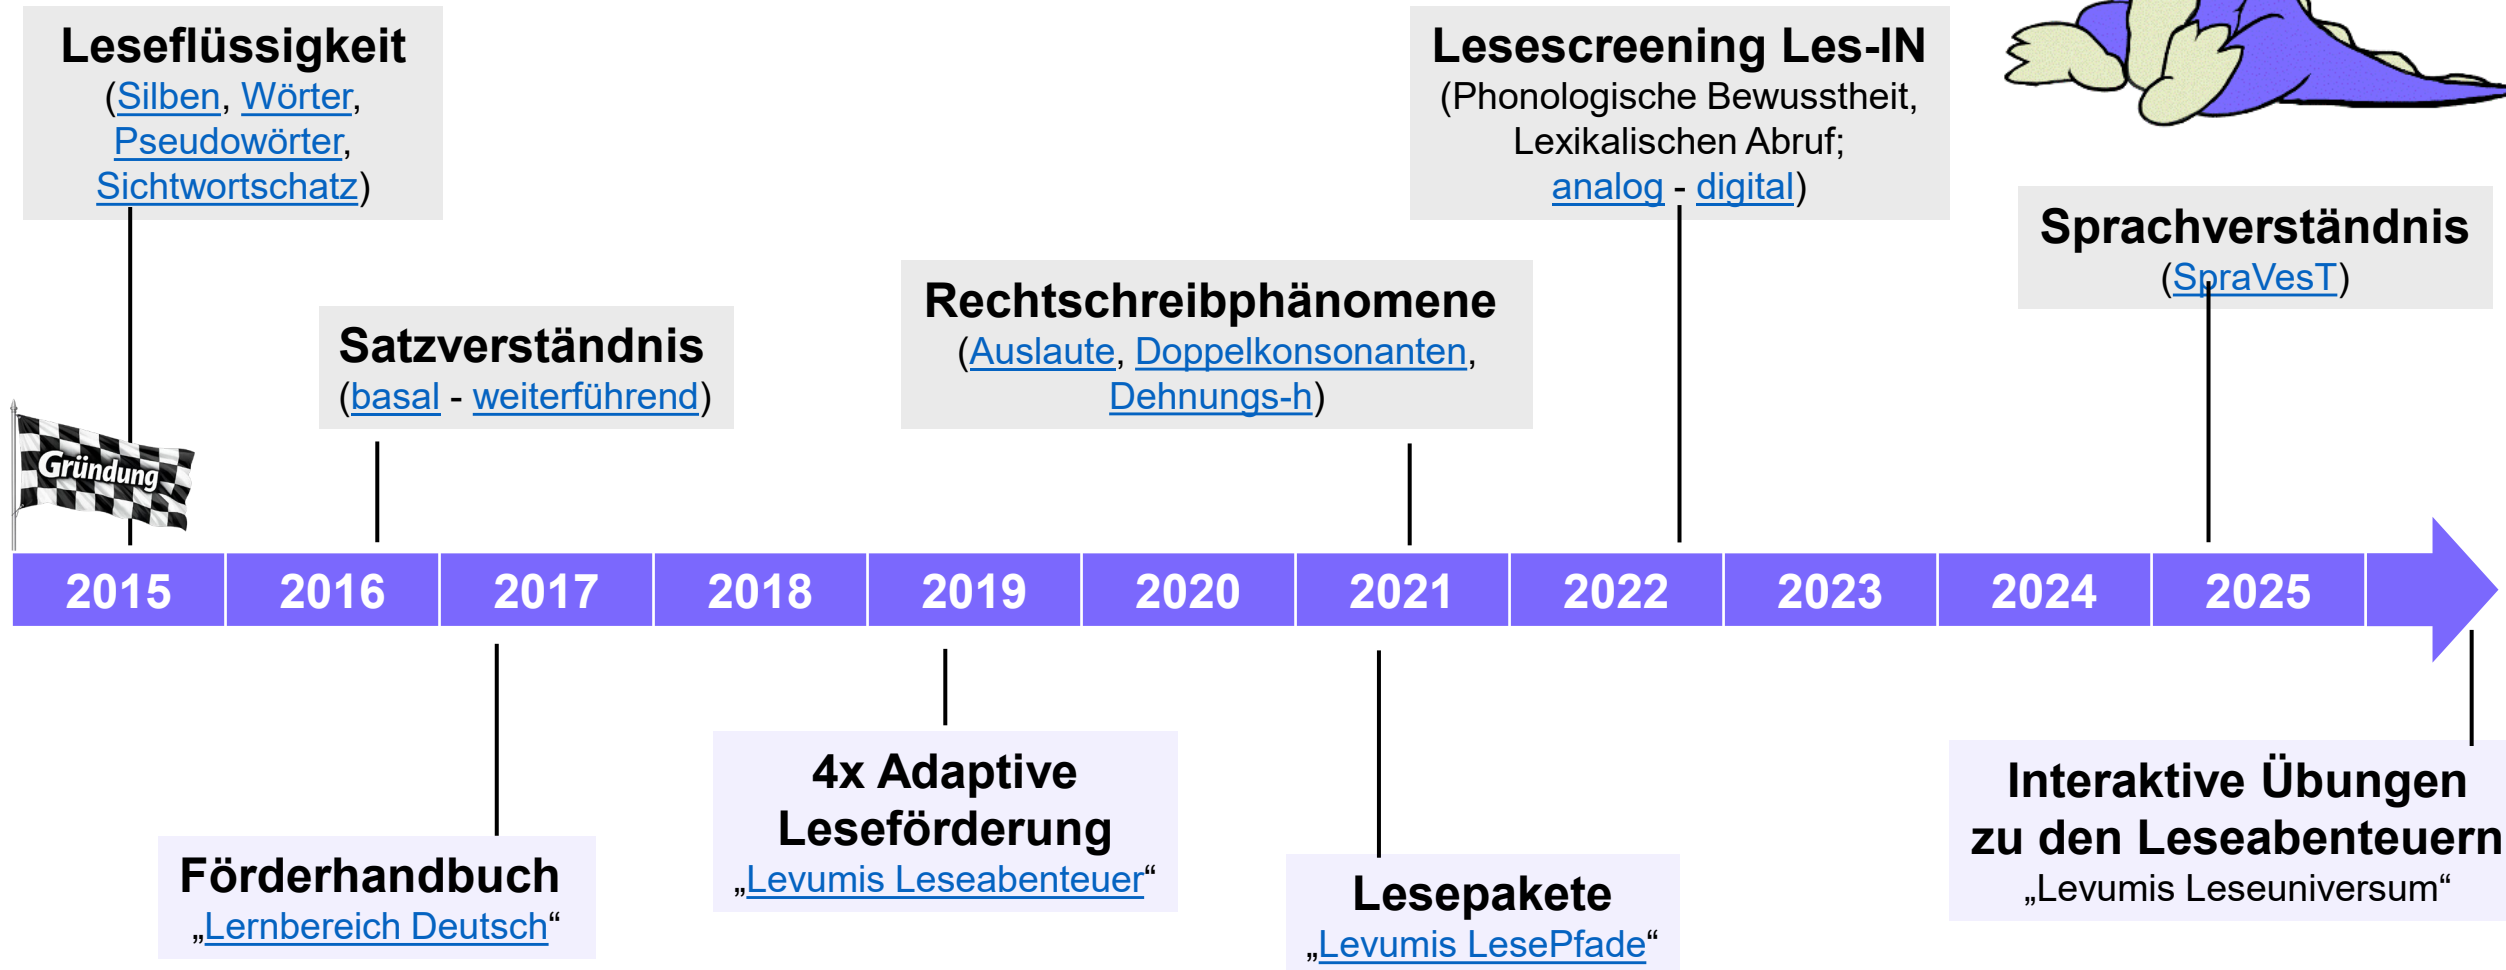 Leseflüssigkeit
(Silben, Wörter,
Pseudowörter,
Sichtwortschatz)
Lesescreening Les-IN
(Phonologische Bewusstheit,
Lexikalischen Abruf;
analog - digital)
Sprachverständnis
(SpraVesT)
Rechtschreibphänomene
(Auslaute, Doppelkonsonanten,
Dehnungs-h)
Satzverständnis
(basal - weiterführend)
Gründung
2015 2016 2017 2018 2019 2020 2021 2022 2023 2024 2025
Förderhandbuch
„Lernbereich Deutsch“
4x Adaptive
Leseförderung
„Levumis Leseabenteuer“
Lesepakete
„Levumis LesePfade“
Interaktive Übungen
zu den Leseabenteuern
„Levumis Leseuniversum“